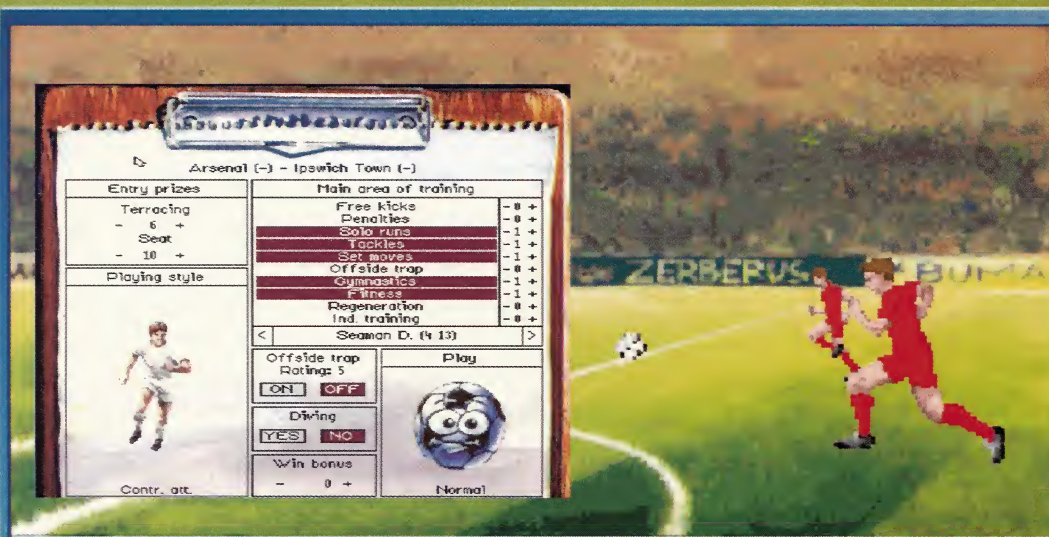 Arsenal (-) - Ipswich Town (-)
Entry prizes
Terracing
- 6 +
Seat
- 10 +
Playing style
Contr. att.
Main area of training
Free kicks - 0 +
Penalties - 0 +
Solo runs - 1 +
Tackles - 1 +
Set moves - 1 +
Offside trap - 0 +
Gymnastics - 1 +
Fitness - 1 +
Regeneration - 0 +
Ind. training - 0 +
< Seaman D. (4 13) >
Offside trap
Rating: 5
ON OFF
Diving
YES NO
Win bonus
- 0 +
Play
Normal
ZERBERUS
BUMA